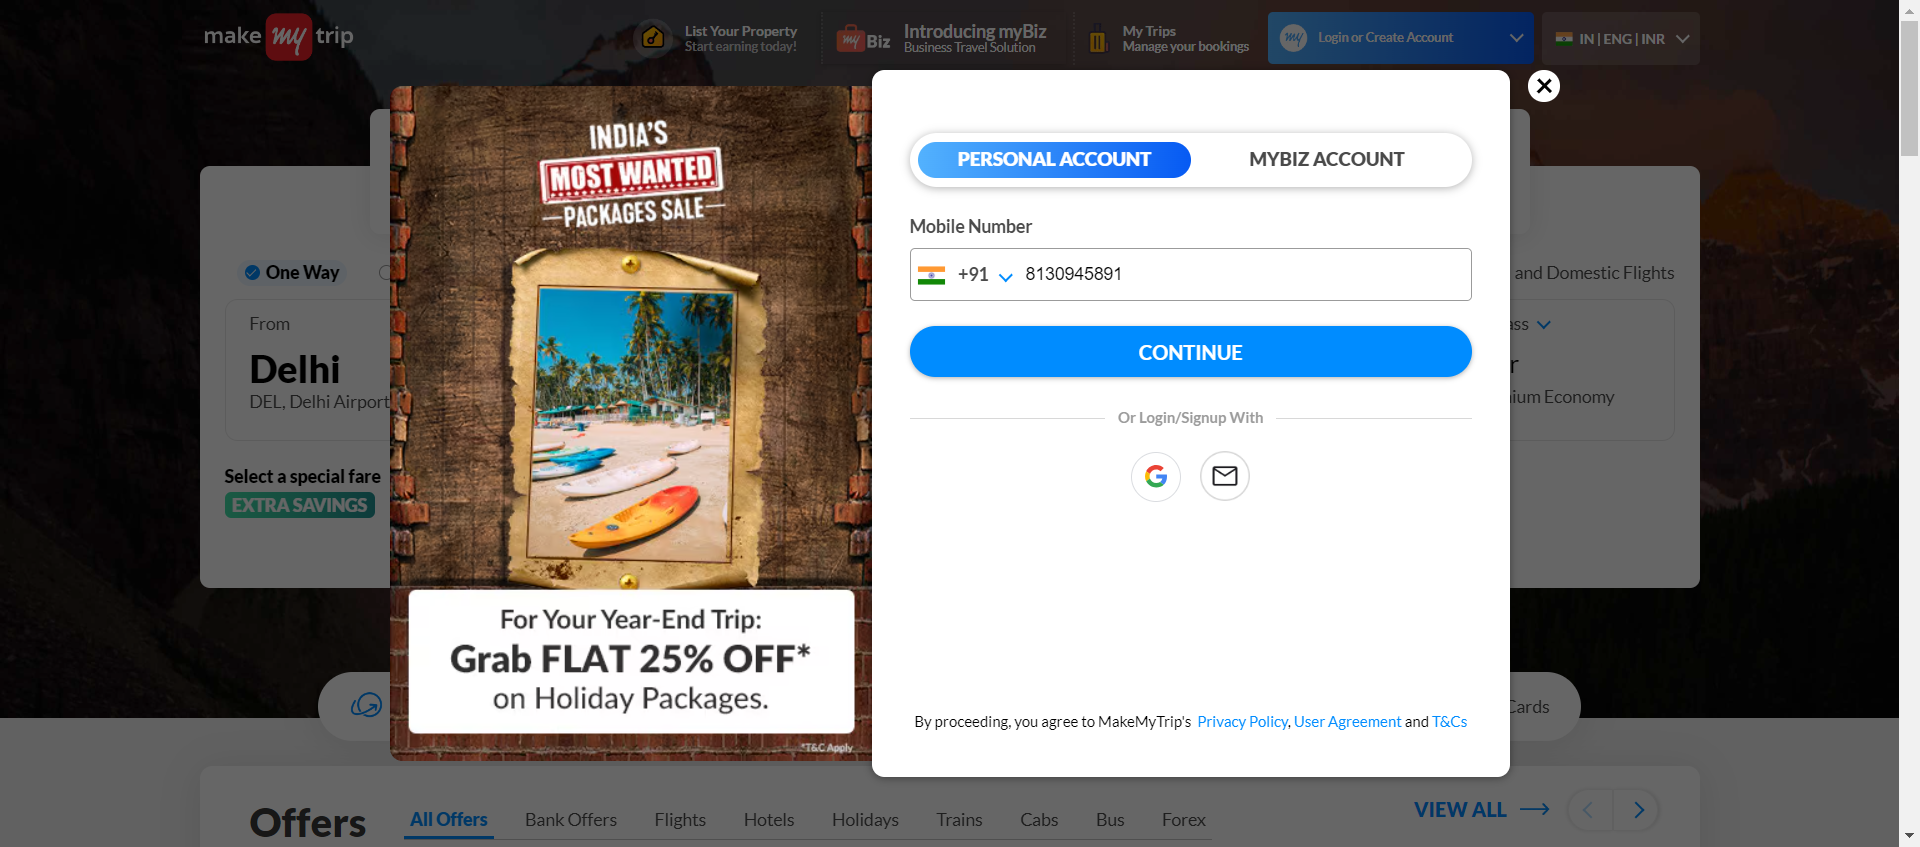 make my trip
List Your Property
Start earning today!
my Biz
Introducing myBiz
Business Travel Solution
My Trips
Manage your bookings
my
Login or Create Account
IN | ENG | INR
INDIA'S
MOST WANTED
PACKAGES SALE
For Your Year-End Trip:
Grab FLAT 25% OFF*
on Holiday Packages.
*T&C Apply
PERSONAL ACCOUNT
MYBIZ ACCOUNT
Mobile Number
+91
8130945891
CONTINUE
Or Login/Signup With
By proceeding, you agree to MakeMyTrip's Privacy Policy, User Agreement and T&Cs
One Way
and Domestic Flights
From
Delhi
DEL, Delhi Airport
Economy
Select a special fare
EXTRA SAVINGS
Cards
Offers
All Offers
Bank Offers
Flights
Hotels
Holidays
Trains
Cabs
Bus
Forex
VIEW ALL